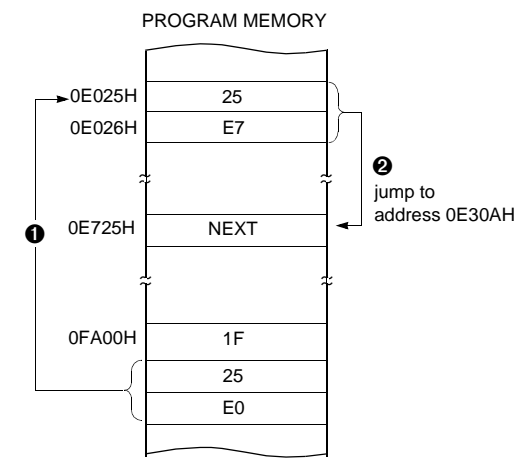 PROGRAM MEMORY
0E025H 25
0E026H E7
❷
jump to
address 0E30AH
❶ 0E725H NEXT
0FA00H 1F
25
E0